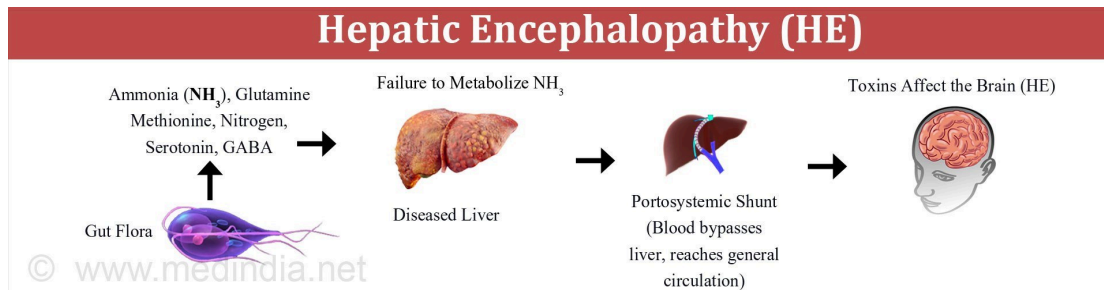 Hepatic Encephalopathy (HE)
Ammonia (NH₃), Glutamine
Methionine, Nitrogen,
Serotonin, GABA
Gut Flora
Failure to Metabolize NH₃
Diseased Liver
Portosystemic Shunt
(Blood bypasses
liver, reaches general
circulation)
Toxins Affect the Brain (HE)
© www.medindia.net